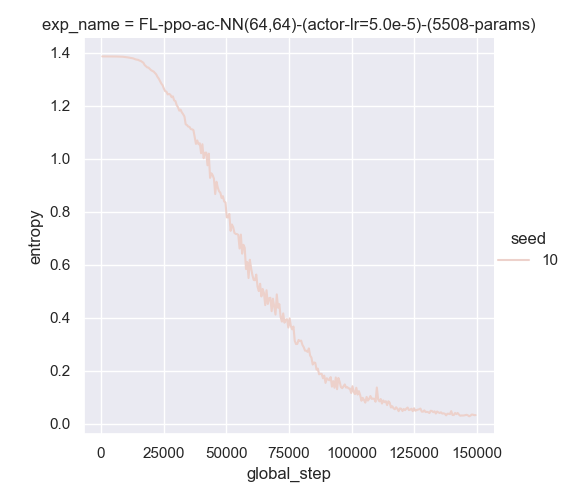 exp_name = FL-ppo-ac-NN(64,64)-(actor-lr=5.0e-5)-(5508-params)
1.4
1.2
1.0
0.8
0.6
0.4
0.2
0.0
entropy
0 25000 50000 75000 100000 125000 150000
global_step
seed
10